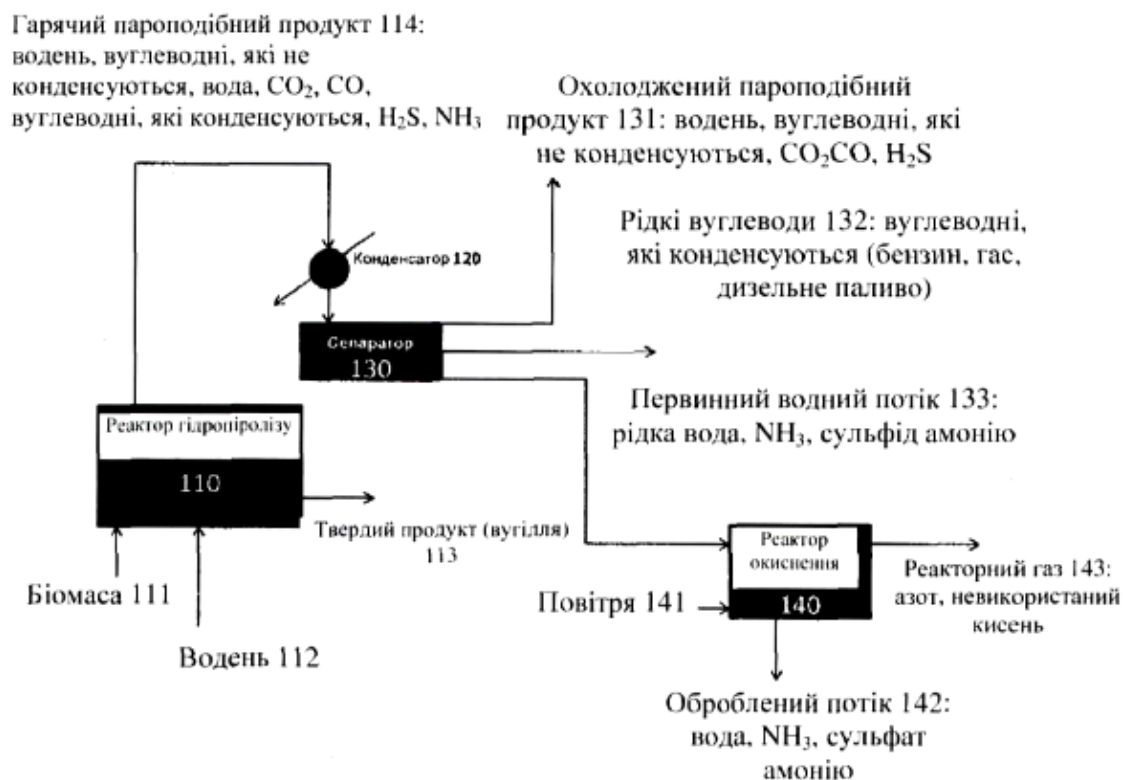 Гарячий пароподібний продукт 114:
водень, вуглеводні, які не
конденсуються, вода, CO₂, CO,
вуглеводні, які конденсуються, H₂S, NH₃
Охолоджений пароподібний
продукт 131: водень, вуглеводні, які
не конденсуються, CO₂CO, H₂S
Рідкі вуглеводи 132: вуглеводні,
які конденсуються (бензин, гас,
дизельне паливо)
Конденсатор 120
Сепаратор
130
Первинний водний потік 133:
рідка вода, NH₃, сульфід амонію
Реактор гідропіролізу
110
Твердий продукт (вугілля)
113
Біомаса 111
Водень 112
Реактор
окиснення
140
Повітря 141
Реакторний газ 143:
азот, невикористаний
кисень
Оброблений потік 142:
вода, NH₃, сульфат
амонію